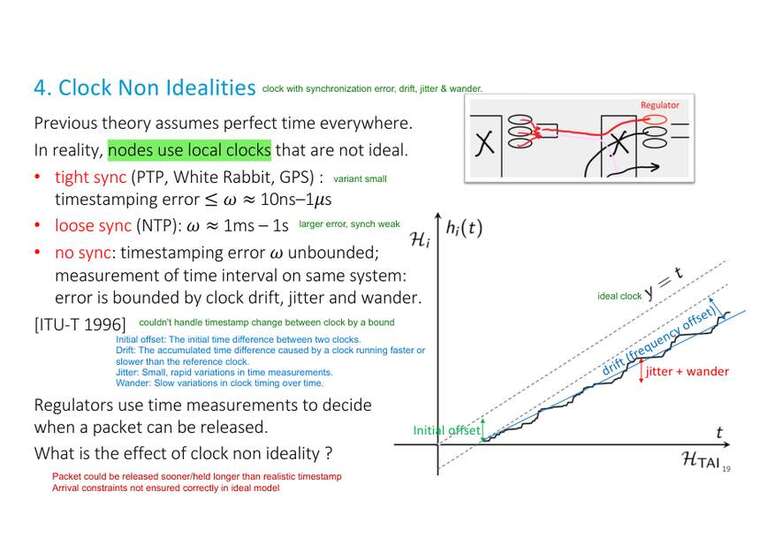 4. Clock Non Idealities clock with synchronization error, drift, jitter & wander.
Previous theory assumes perfect time everywhere.
In reality, nodes use local clocks that are not ideal.
• tight sync (PTP, White Rabbit, GPS) : variant small
timestamping error ≤ ω ≈ 10ns–1μs
• loose sync (NTP): ω ≈ 1ms – 1s larger error, synch weak
• no sync: timestamping error ω unbounded;
measurement of time interval on same system:
error is bounded by clock drift, jitter and wander.
[ITU-T 1996] couldn't handle timestamp change between clock by a bound
Initial offset: The initial time difference between two clocks.
Drift: The accumulated time difference caused by a clock running faster or
slower than the reference clock.
Jitter: Small, rapid variations in time measurements.
Wander: Slow variations in clock timing over time.
Regulators use time measurements to decide
when a packet can be released.
What is the effect of clock non ideality ?
Packet could be released sooner/held longer than realistic timestamp
Arrival constraints not ensured correctly in ideal model
Regulator
X
X
ℋi
hi(t)
ideal clock
y = t
drift (frequency offset)
jitter + wander
Initial offset
t
ℋTAI
19